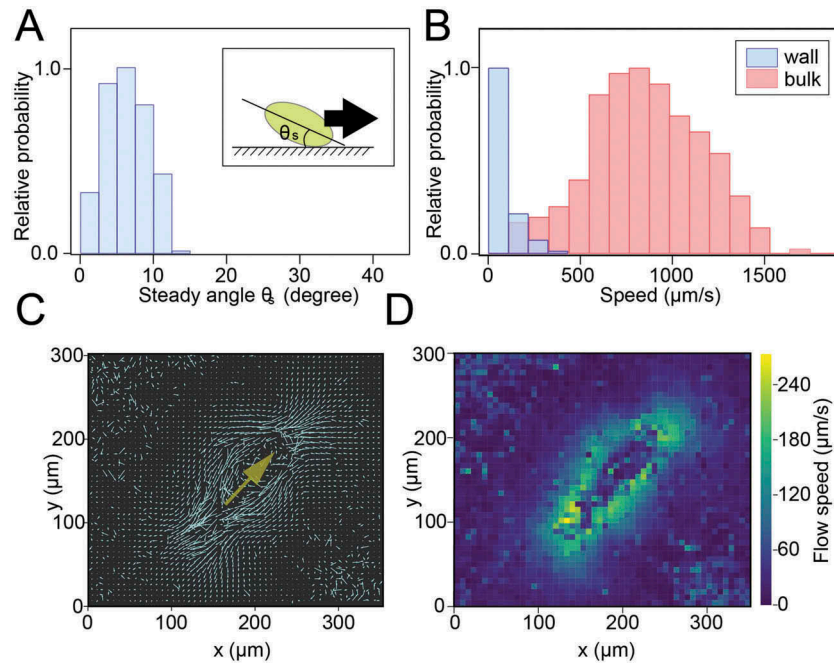 A
Relative probability
1.0
0.0
θs
0 10 20 30 40
Steady angle θs (degree)
B
Relative probability
1.0
0.0
wall
bulk
0 500 1000 1500
Speed (μm/s)
C
y (μm)
300
200
100
0
0 100 200 300
x (μm)
D
y (μm)
300
200
100
0
0 100 200 300
x (μm)
-240
-180
-120
-60
-0
Flow speed (μm/s)